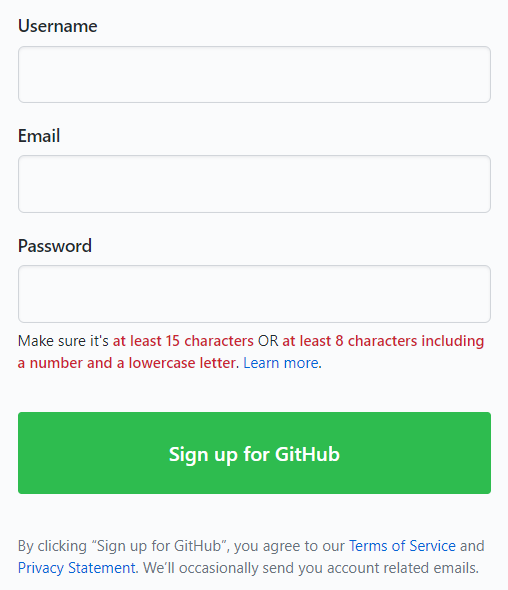 Username
Email
Password
Make sure it's at least 15 characters OR at least 8 characters including
a number and a lowercase letter. Learn more.
Sign up for GitHub
By clicking “Sign up for GitHub”, you agree to our Terms of Service and
Privacy Statement. We’ll occasionally send you account related emails.